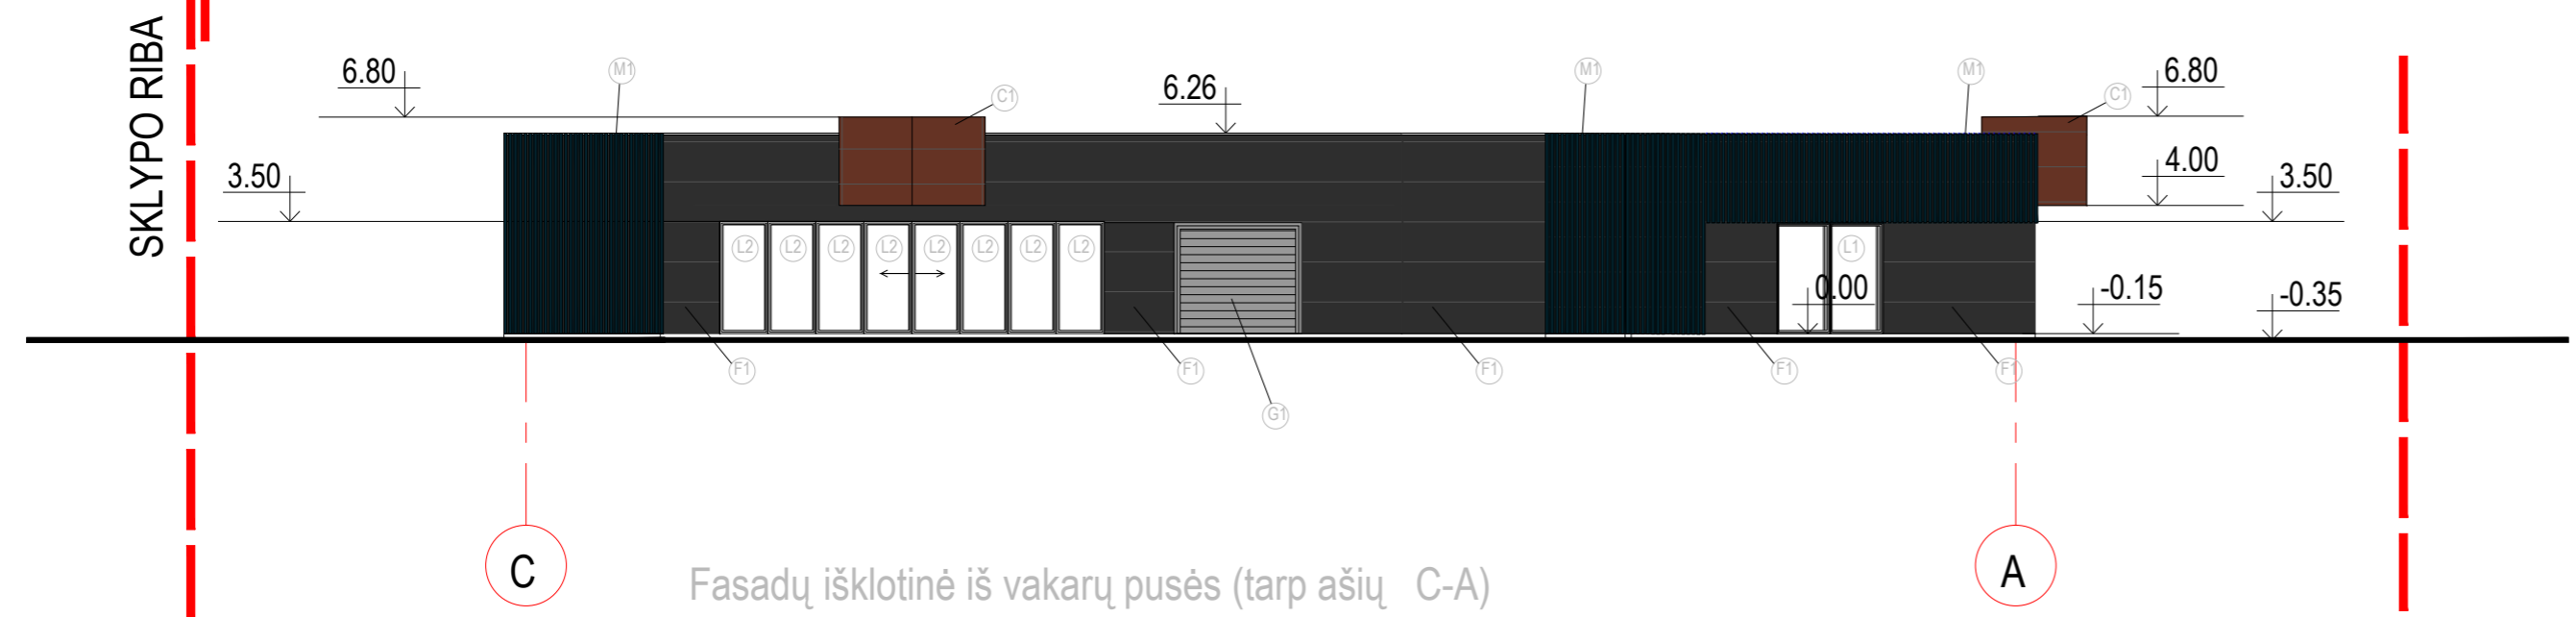 SKLYPO RIBA
6.80
M1
C1
6.26
M1
M1
C1
6.80
3.50
4.00
3.50
L2 L2 L2 L2 L2 L2 L2 L2
L1
0.00
-0.15
-0.35
F1
F1
F1
F1
F1
G1
C
A
Fasadų išklotinė iš vakarų pusės (tarp ašių C-A)